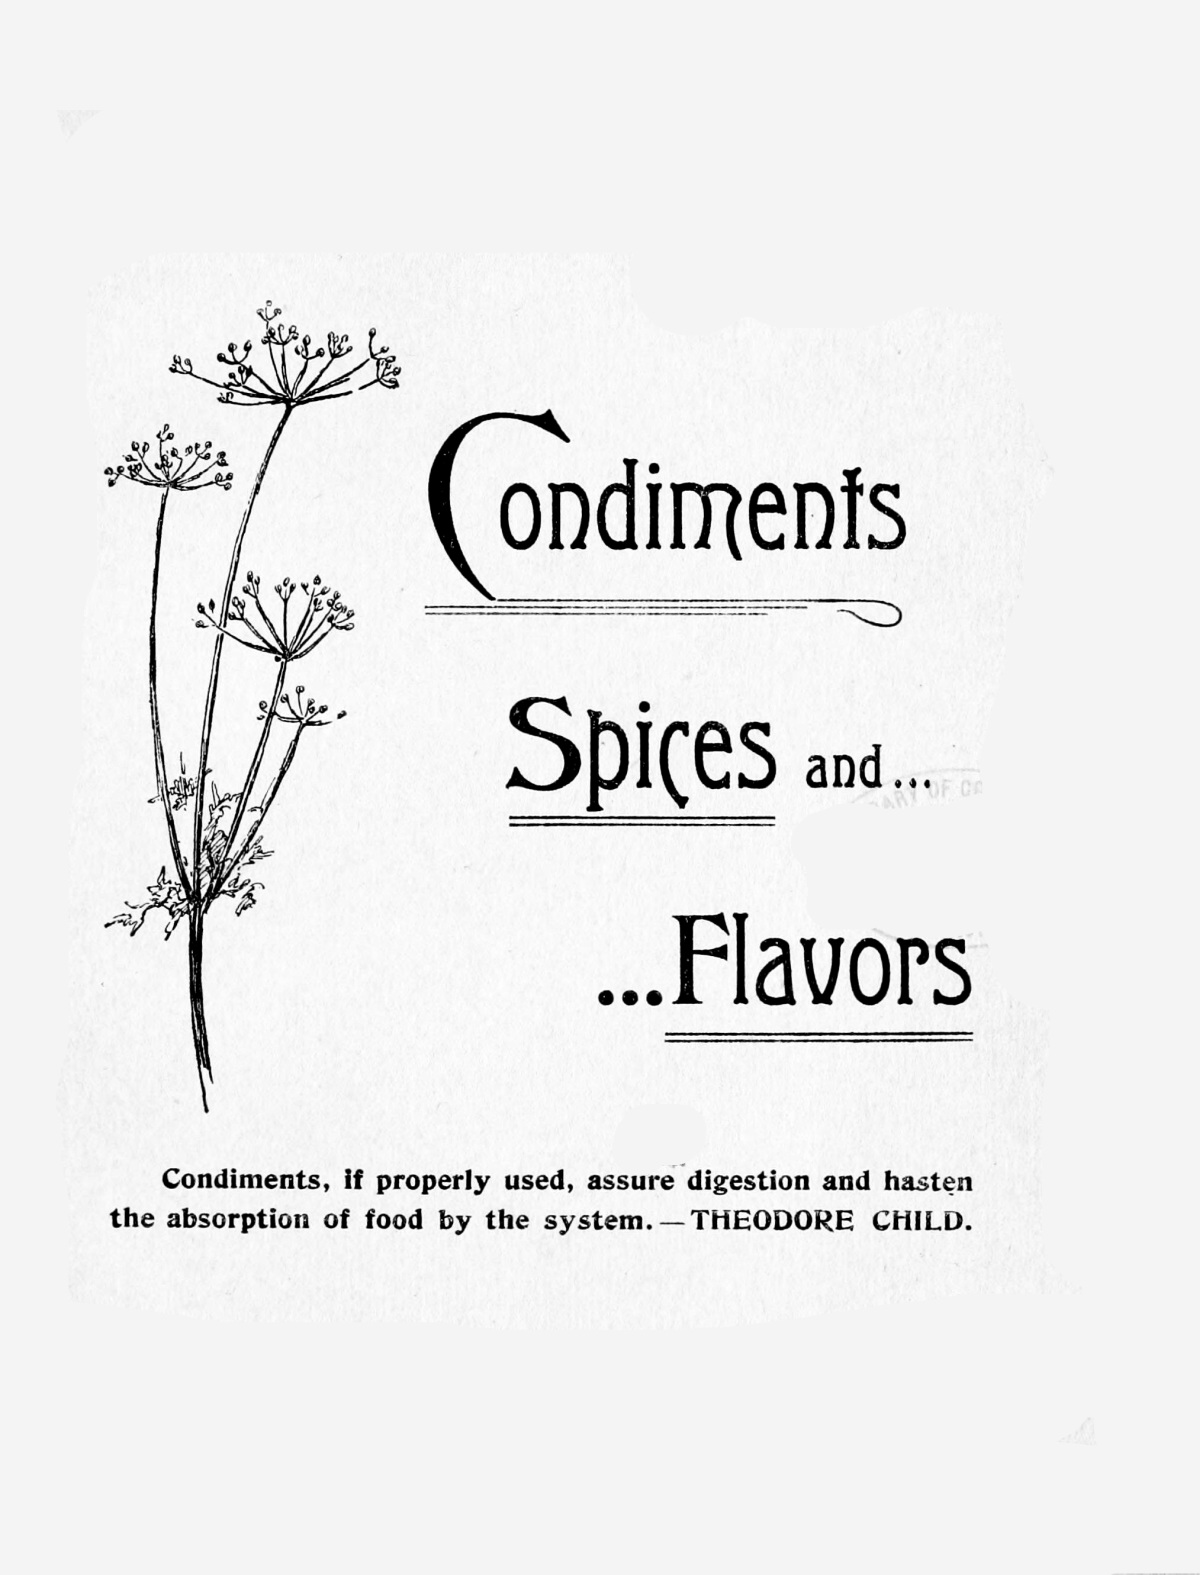 Condiments
Spices and...
...Flavors
Condiments, if properly used, assure digestion and hasten
the absorption of food by the system.—THEODORE CHILD.